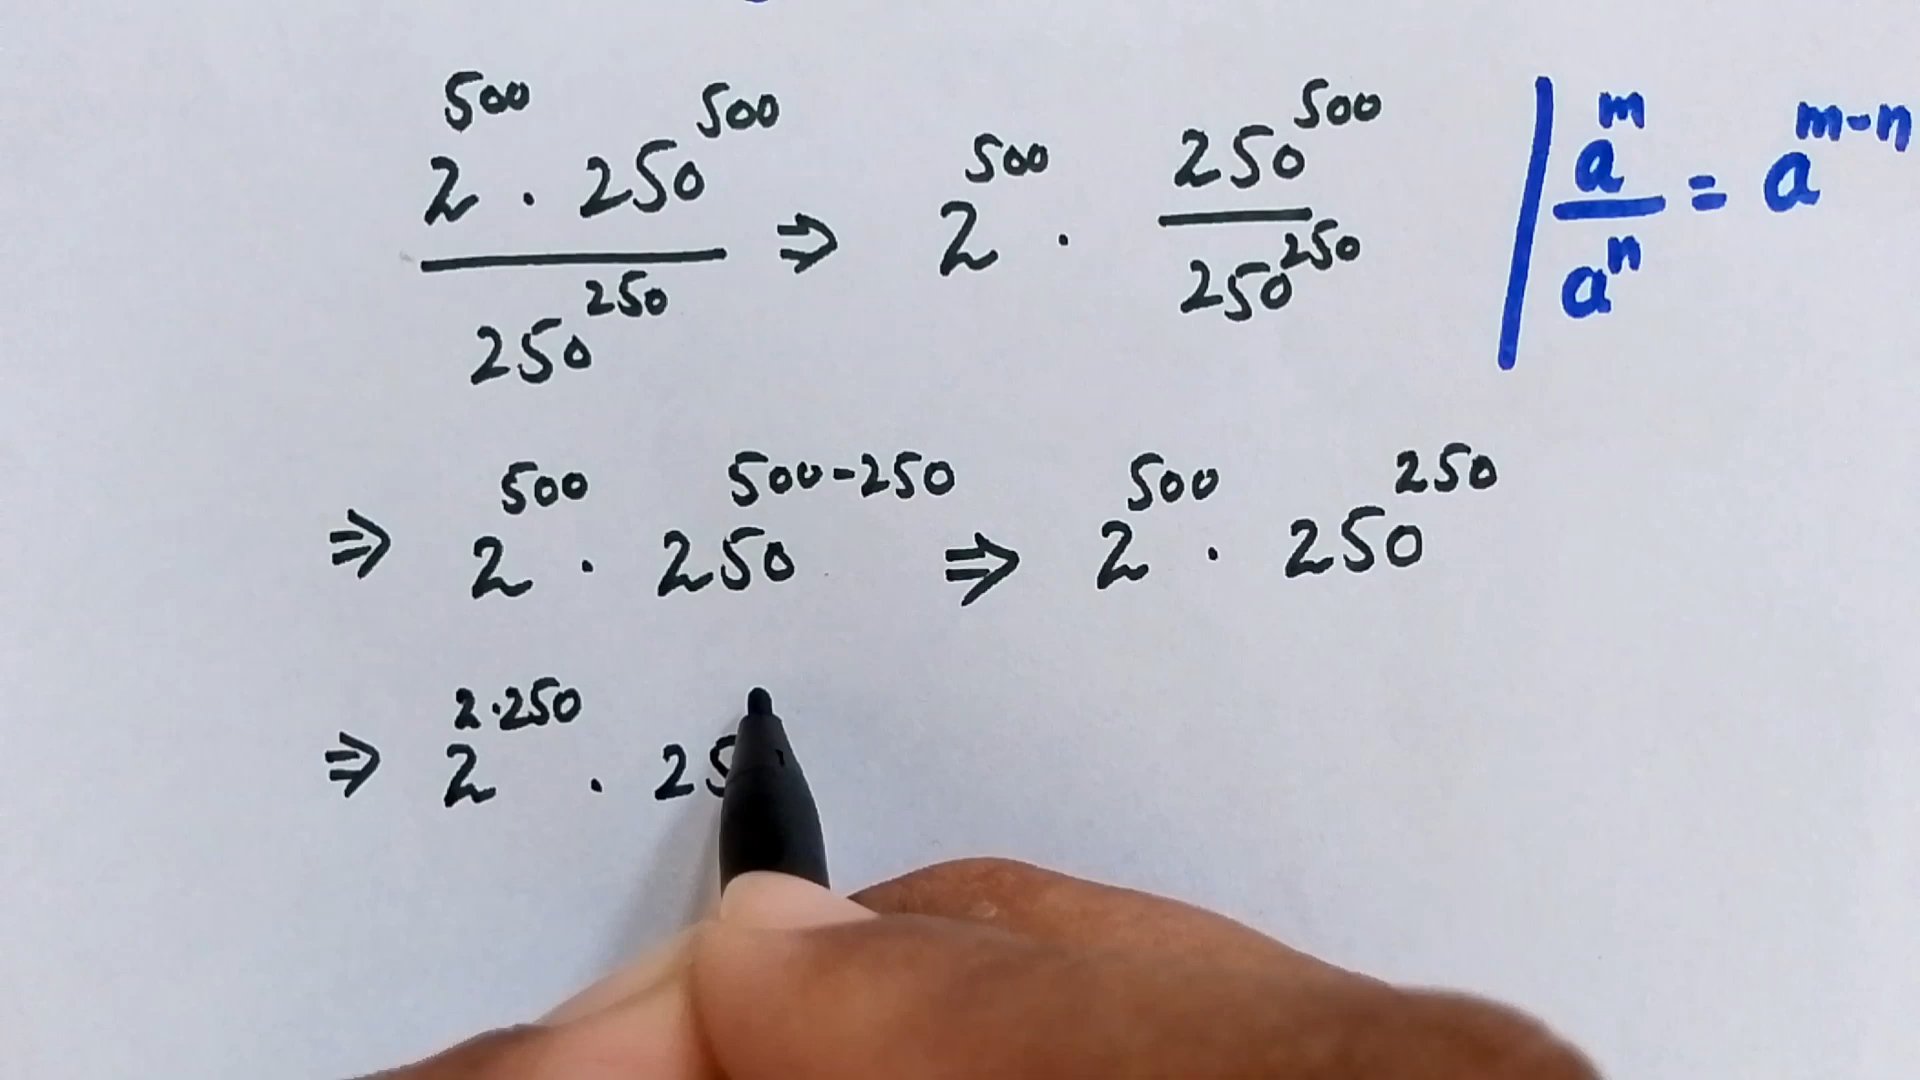 2^500 . 250^500 / 250^250 ⇒ 2^500 . 250^500 / 250^250 | a^m / a^n = a^m-n
⇒ 2^500 . 250^500-250 ⇒ 2^500 . 250^250
⇒ 2^2.250 . 25